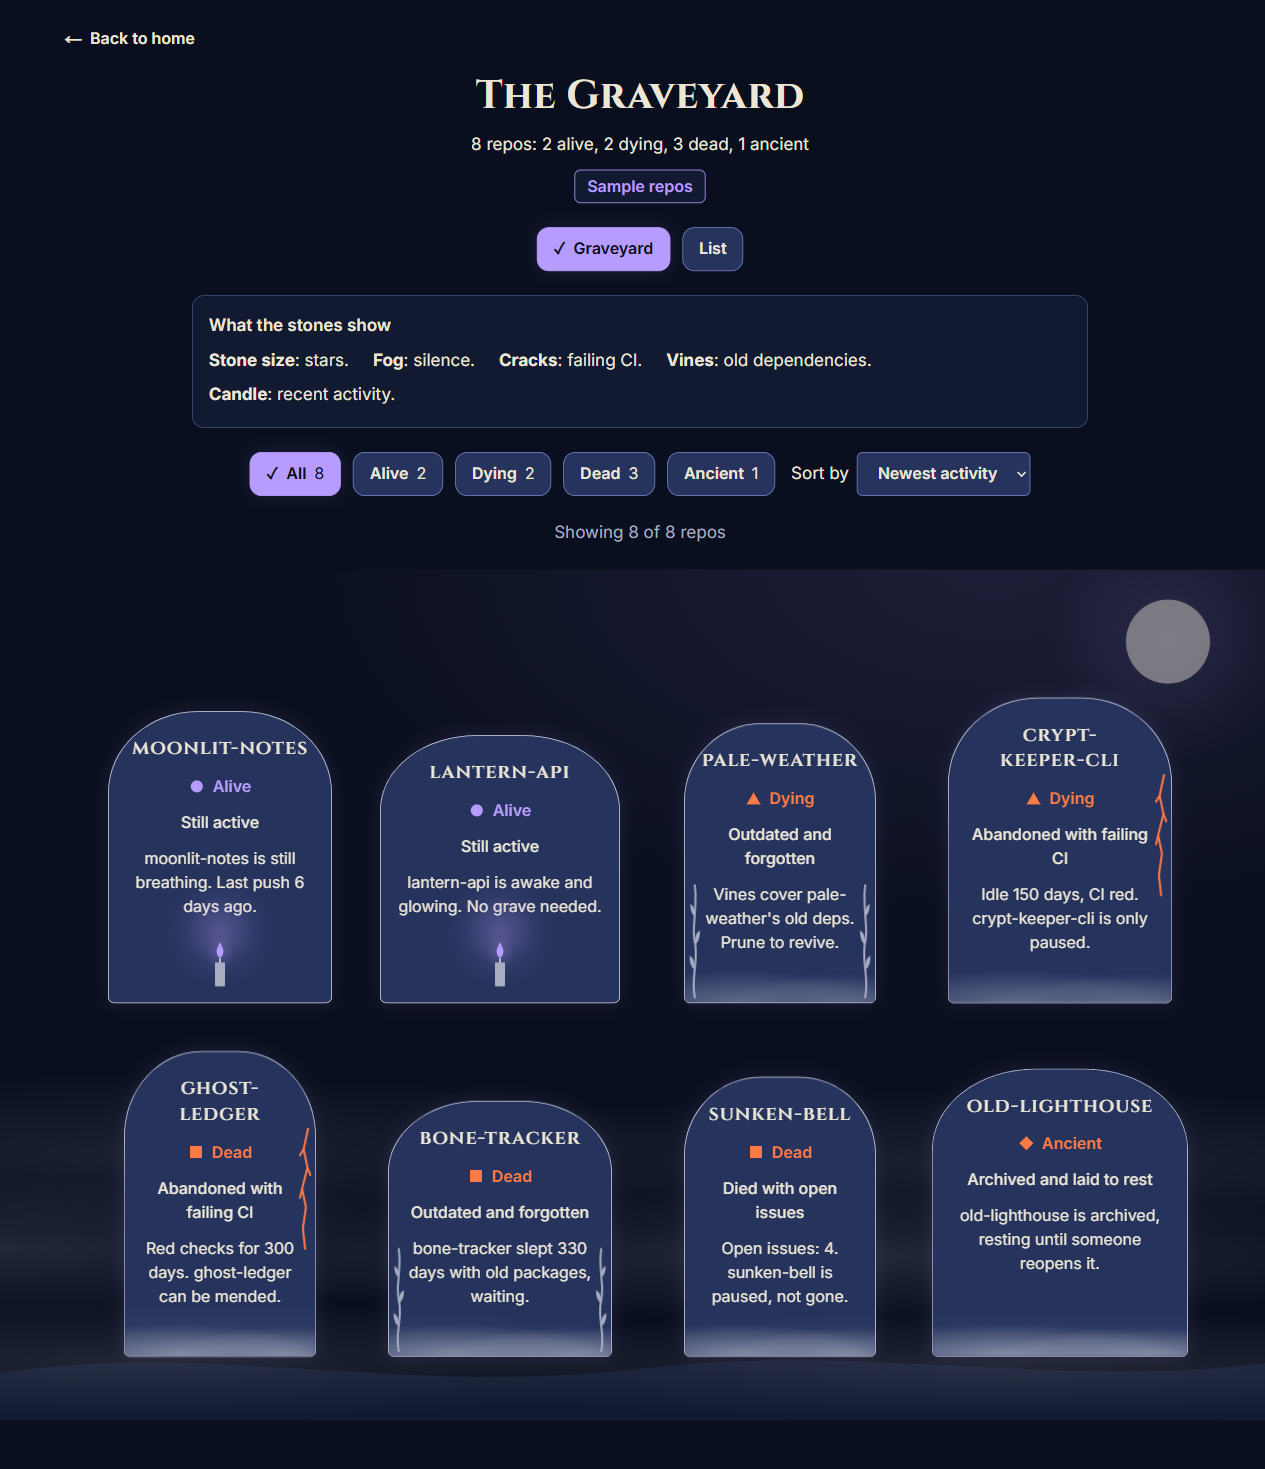 ← Back to home
The Graveyard
8 repos: 2 alive, 2 dying, 3 dead, 1 ancient
Sample repos
✓ Graveyard
List
What the stones show
Stone size: stars. Fog: silence. Cracks: failing CI. Vines: old dependencies.
Candle: recent activity.
✓ All 8
Alive 2
Dying 2
Dead 3
Ancient 1
Sort by
Newest activity
Showing 8 of 8 repos
MOONLIT-NOTES
Alive
Still active
moonlit-notes is still
breathing. Last push 6
days ago.
LANTERN-API
Alive
Still active
lantern-api is awake and
glowing. No grave needed.
PALE-WEATHER
Dying
Outdated and
forgotten
Vines cover pale-
weather's old deps.
Prune to revive.
CRYPT-
KEEPER-CLI
Dying
Abandoned with failing
CI
Idle 150 days, CI red.
crypt-keeper-cli is only
paused.
GHOST-
LEDGER
Dead
Abandoned with
failing CI
Red checks for 300
days. ghost-ledger
can be mended.
BONE-TRACKER
Dead
Outdated and forgotten
bone-tracker slept 330
days with old packages,
waiting.
SUNKEN-BELL
Dead
Died with open
issues
Open issues: 4.
sunken-bell is
paused, not gone.
OLD-LIGHTHOUSE
Ancient
Archived and laid to rest
old-lighthouse is archived,
resting until someone
reopens it.